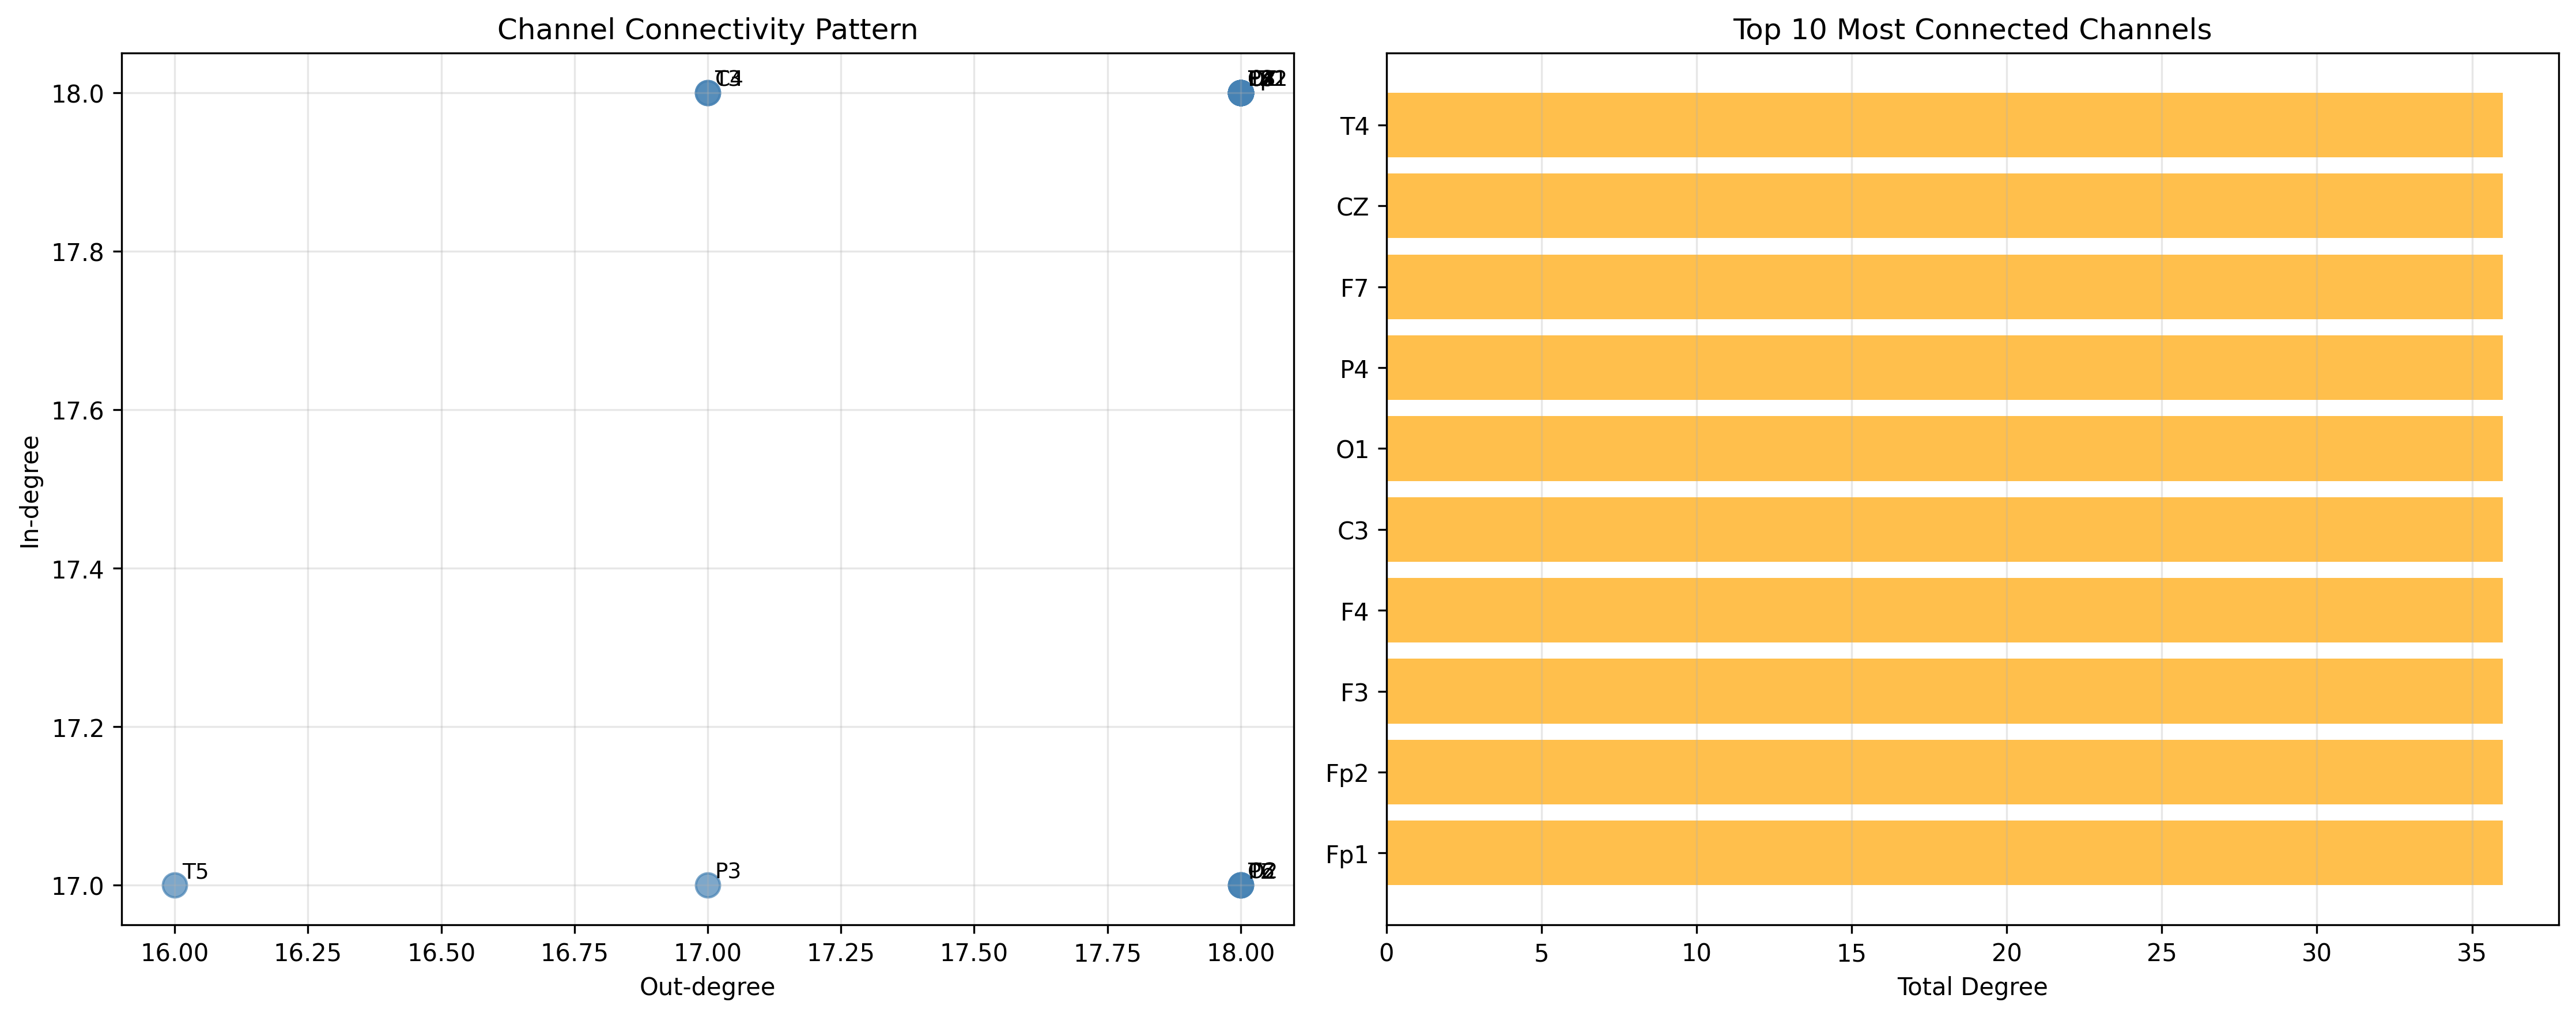 Channel Connectivity Pattern
18.0
17.8
17.6
17.4
17.2
17.0
In-degree
T5
P3
16.00
16.25
16.50
16.75
17.00
17.25
17.50
17.75
18.00
Out-degree
Top 10 Most Connected Channels
T4
CZ
F7
P4
O1
C3
F4
F3
Fp2
Fp1
0
5
10
15
20
25
30
35
Total Degree